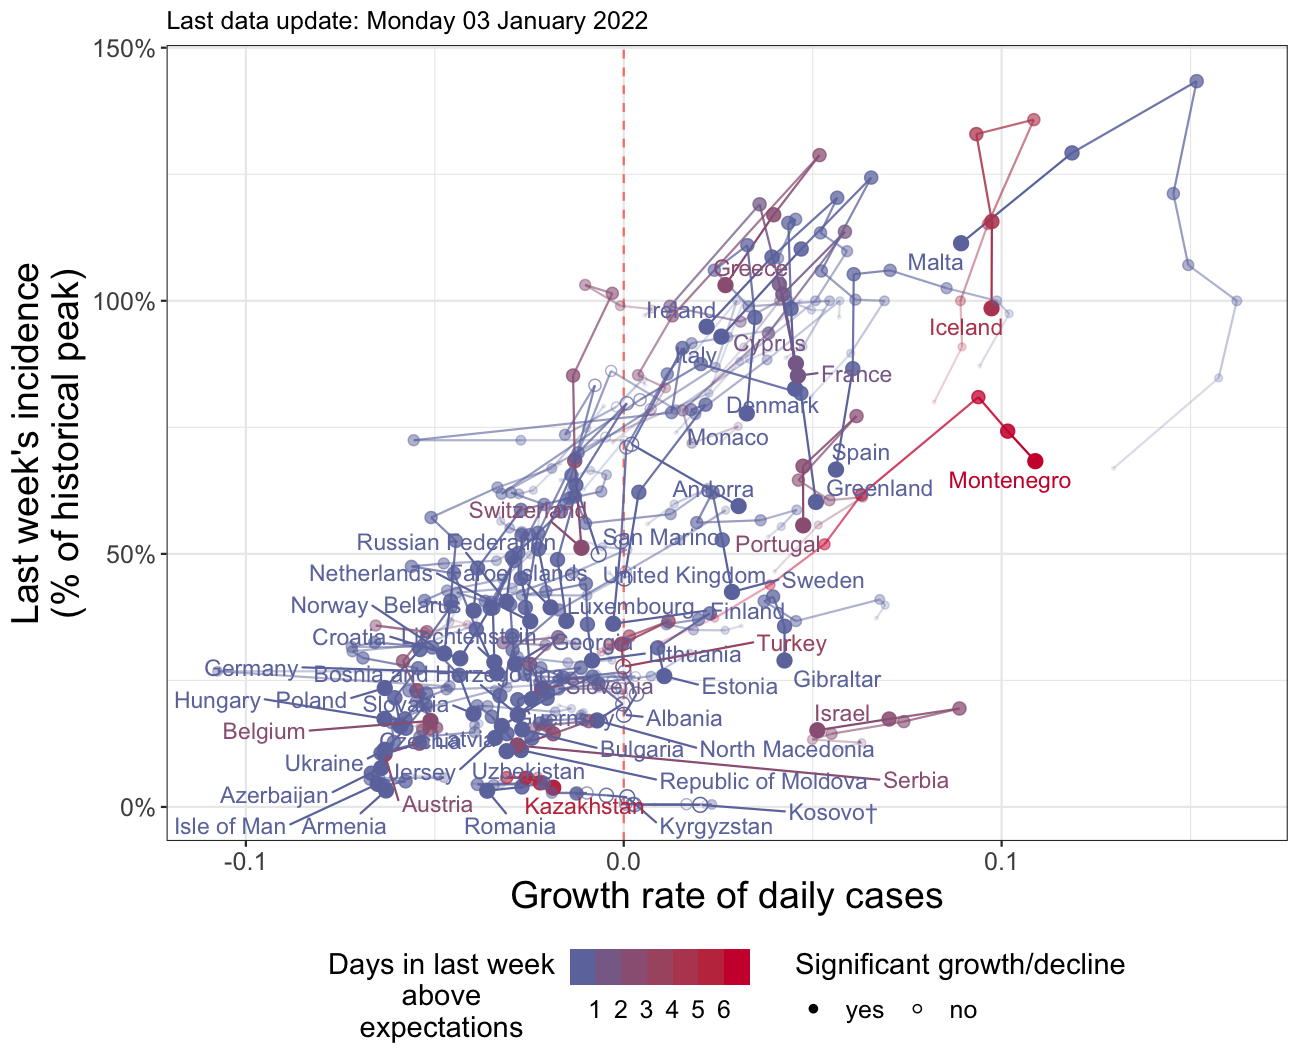 Last data update: Monday 03 January 2022
150%
100%
50%
0%
Last week's incidence
(% of historical peak)
Malta
Greece
Ireland
Iceland
Cyprus
Italy
France
Denmark
Monaco
Spain
Montenegro
Andorra
Greenland
Switzerland
Russian Federation
San Marino
Portugal
Netherlands
Faroe Islands
United Kingdom
Sweden
Norway
Belarus
Luxembourg
Finland
Croatia
Liechtenstein
Georgia
Turkey
Lithuania
Germany
Bosnia and Herzegovina
Slovenia
Estonia
Gibraltar
Hungary
Poland
Slovakia
Guernsey
Albania
Israel
Belgium
Czechia
Latvia
Bulgaria
North Macedonia
Ukraine
Jersey
Uzbekistan
Republic of Moldova
Serbia
Azerbaijan
Austria
Kazakhstan
Kosovo†
Isle of Man
Armenia
Romania
Kyrgyzstan
-0.1
0.0
0.1
Growth rate of daily cases
Days in last week
above
expectations
1 2 3 4 5 6
Significant growth/decline
yes
no